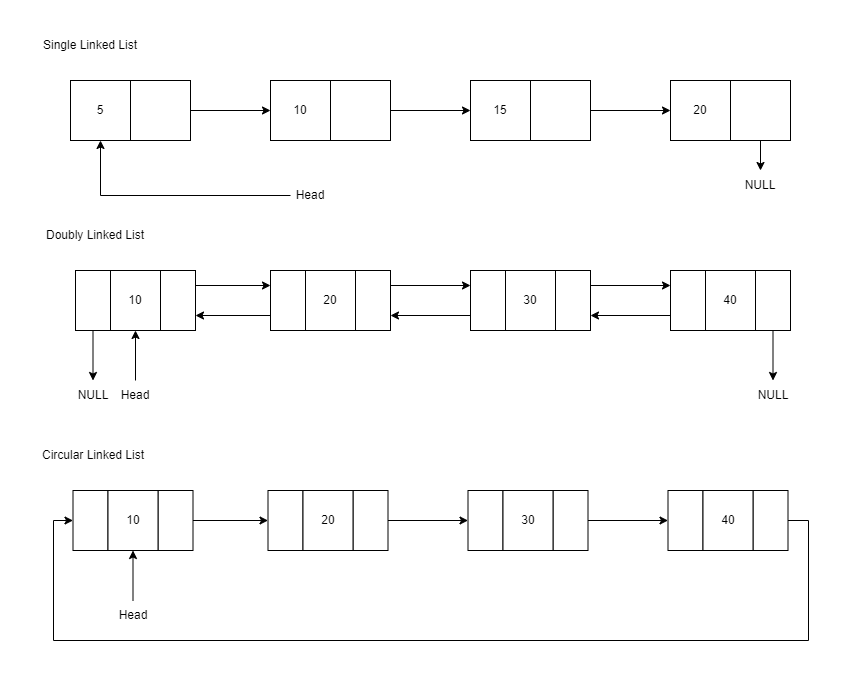 Single Linked List
5 10 15 20
NULL
Head
Doubly Linked List
10 20 30 40
NULL Head NULL
Circular Linked List
10 20 30 40
Head